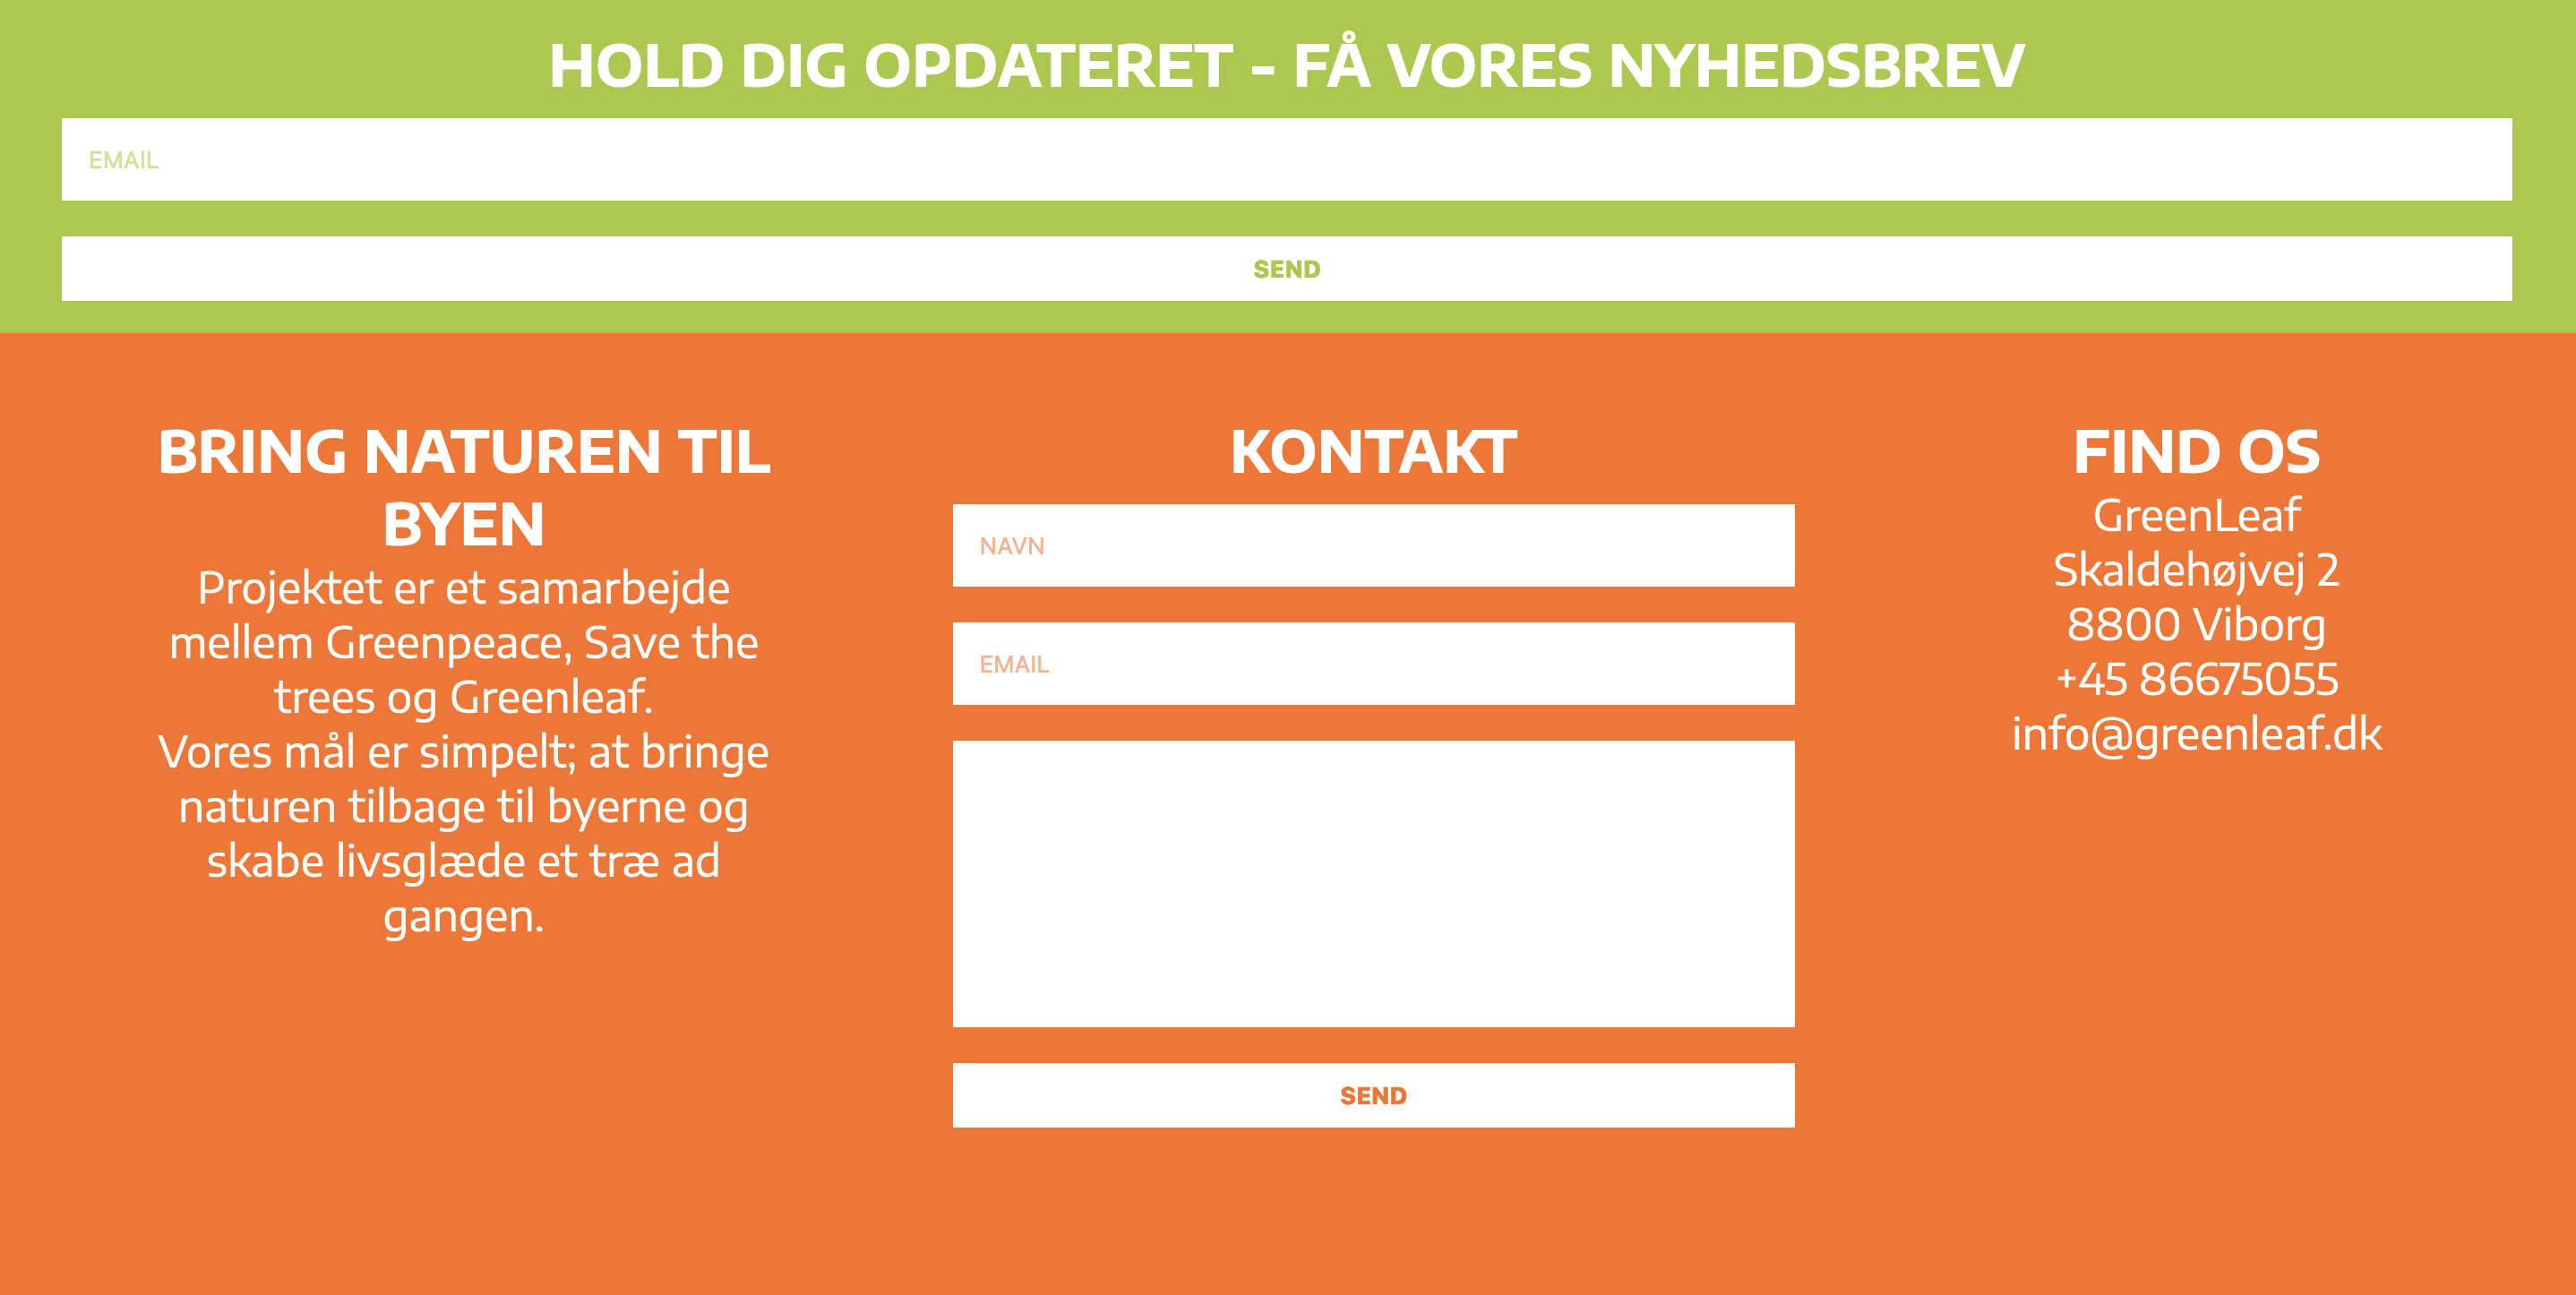 HOLD DIG OPDATERET - FÅ VORES NYHEDSBREV
EMAIL
SEND
BRING NATUREN TIL
BYEN
Projektet er et samarbejde
mellem Greenpeace, Save the
trees og Greenleaf.
Vores mål er simpelt; at bringe
naturen tilbage til byerne og
skabe livsglæde et træ ad
gangen.
KONTAKT
NAVN
EMAIL
SEND
FIND OS
GreenLeaf
Skaldehøjvej 2
8800 Viborg
+45 86675055
info@greenleaf.dk